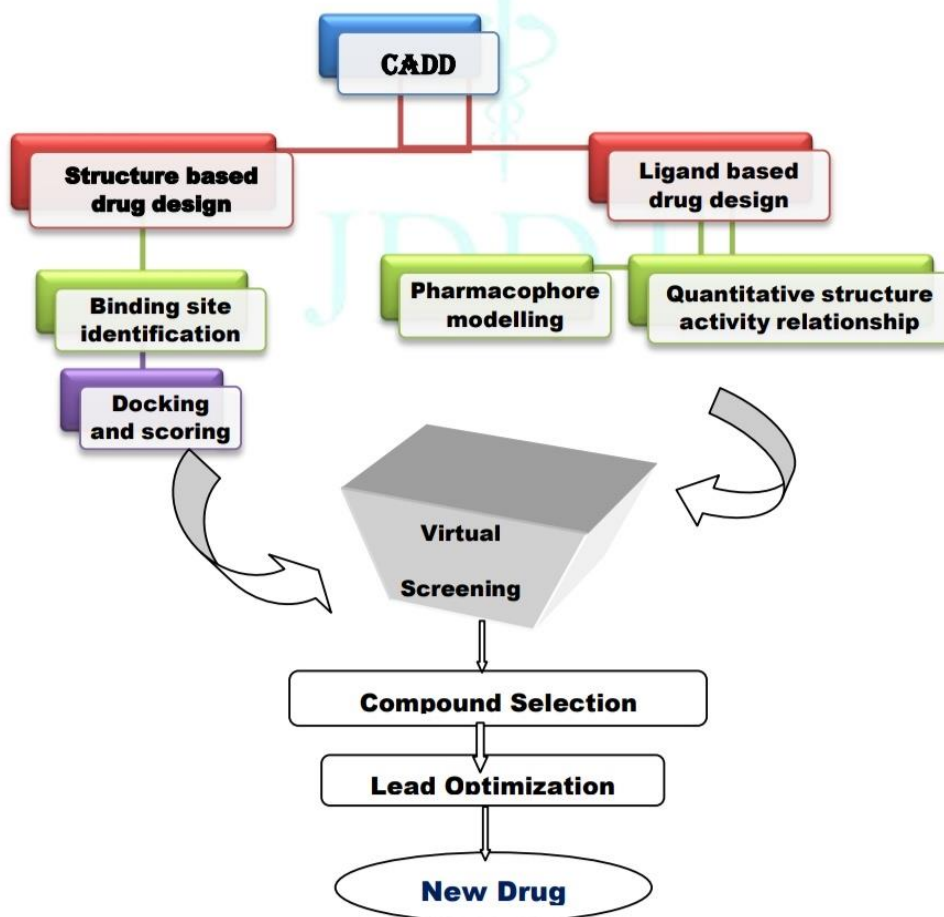 CADD
Structure based
drug design
Ligand based
drug design
Binding site
identification
Pharmacophore
modelling
Quantitative structure
activity relationship
Docking
and scoring
Virtual
Screening
Compound Selection
Lead Optimization
New Drug